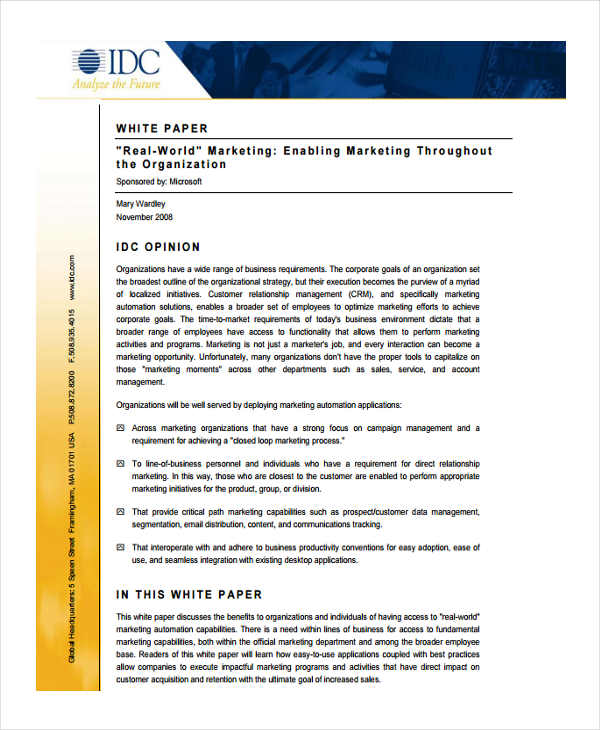 IDC
Analyze the Future
WHITE PAPER
"Real-World" Marketing: Enabling Marketing Throughout
the Organization
Sponsored by: Microsoft
Mary Wardley
November 2008
IDC OPINION
Organizations have a wide range of business requirements. The corporate goals of an organization set
the broadest outline of the organizational strategy, but their execution becomes the purview of a myriad
of localized initiatives. Customer relationship management (CRM), and specifically marketing
automation solutions, enables a broader set of employees to optimize marketing efforts to achieve
corporate goals. The time-to-market requirements of today's business environment dictate that a
broader range of employees have access to functionality that allows them to perform marketing
activities and programs. Marketing is not just a marketer's job, and every interaction can become a
marketing opportunity. Unfortunately, many organizations don't have the proper tools to capitalize on
those "marketing moments" across other departments such as sales, service, and account
management.
Organizations will be well served by deploying marketing automation applications:
Across marketing organizations that have a strong focus on campaign management and a
requirement for achieving a "closed loop marketing process."
To line-of-business personnel and individuals who have a requirement for direct relationship
marketing. In this way, those who are closest to the customer are enabled to perform appropriate
marketing initiatives for the product, group, or division.
That provide critical path marketing capabilities such as prospect/customer data management,
segmentation, email distribution, content, and communications tracking.
That interoperate with and adhere to business productivity conventions for easy adoption, ease of
use, and seamless integration with existing desktop applications.
IN THIS WHITE PAPER
This white paper discusses the benefits to organizations and individuals of having access to "real-world"
marketing automation capabilities. There is a need within lines of business for access to fundamental
marketing capabilities, both within the official marketing department and among the broader employee
base. Readers of this white paper will learn how easy-to-use applications coupled with best practices
allow companies to execute impactful marketing programs and activities that have direct impact on
customer acquisition and retention with the ultimate goal of increased sales.
Global Headquarters: 5 Speen Street Framingham, MA 01701 USA P.508.872.8200 F.508.935.4015 www.idc.com